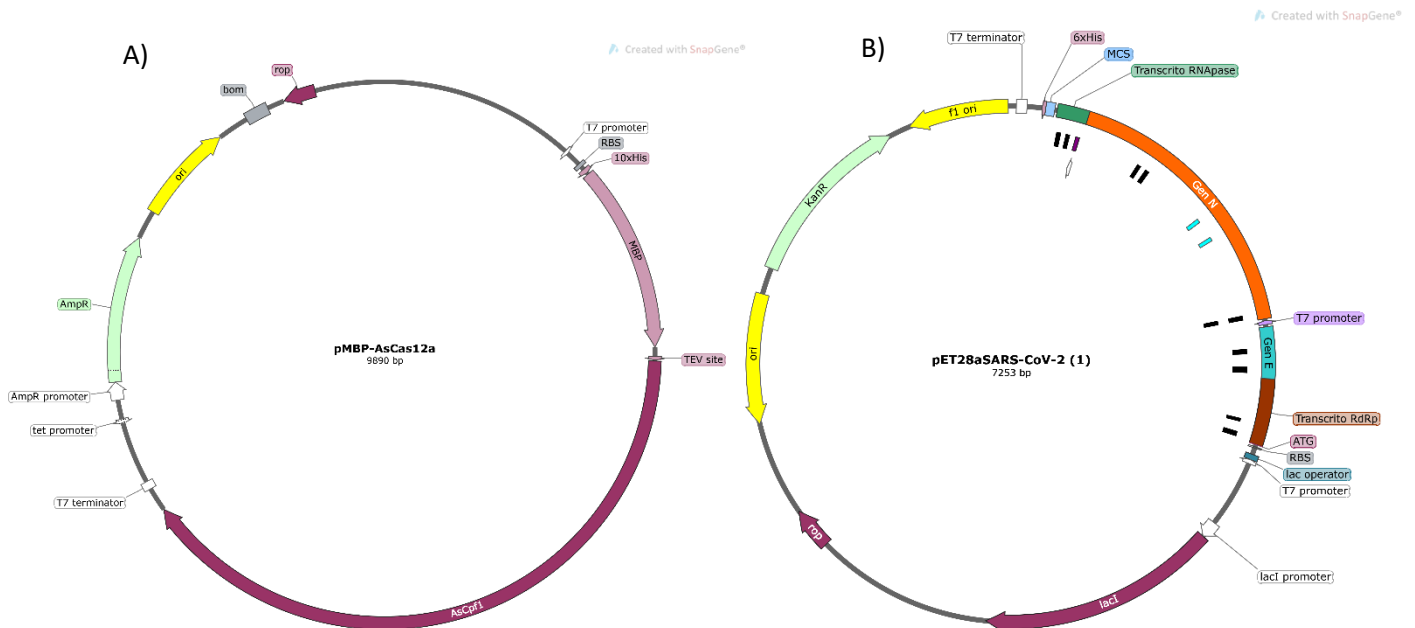 A)
Created with SnapGene®
rop
bom
T7 promoter
RBS
10xHis
ori
MBP
AmpR
pMBP-AsCas12a
9890 bp
TEV site
AmpR promoter
tet promoter
T7 terminator
AsCpf1
B)
Created with SnapGene®
T7 terminator
6xHis
MCS
Transcrito RNApase
f1 ori
KanR
Gen N
ori
pET28aSARS-CoV-2 (1)
7253 bp
T7 promoter
Gen E
Transcrito RdRp
ATG
RBS
lac operator
T7 promoter
rop
lacI promoter
lacI